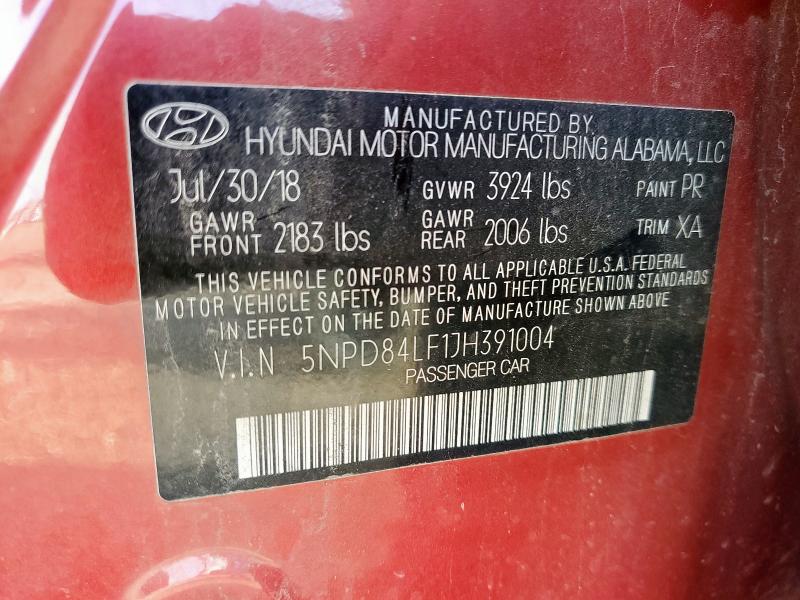 MANUFACTURED BY
HYUNDAI MOTOR MANUFACTURING ALABAMA, LLC
Jul/30/18 GVWR 3924 lbs PAINT PR
GAWR FRONT 2183 lbs GAWR REAR 2006 lbs TRIM XA
THIS VEHICLE CONFORMS TO ALL APPLICABLE U.S.A. FEDERAL
MOTOR VEHICLE SAFETY, BUMPER, AND THEFT PREVENTION STANDARDS
IN EFFECT ON THE DATE OF MANUFACTURE SHOWN ABOVE
V.I.N 5NPD84LF1JH391004
PASSENGER CAR